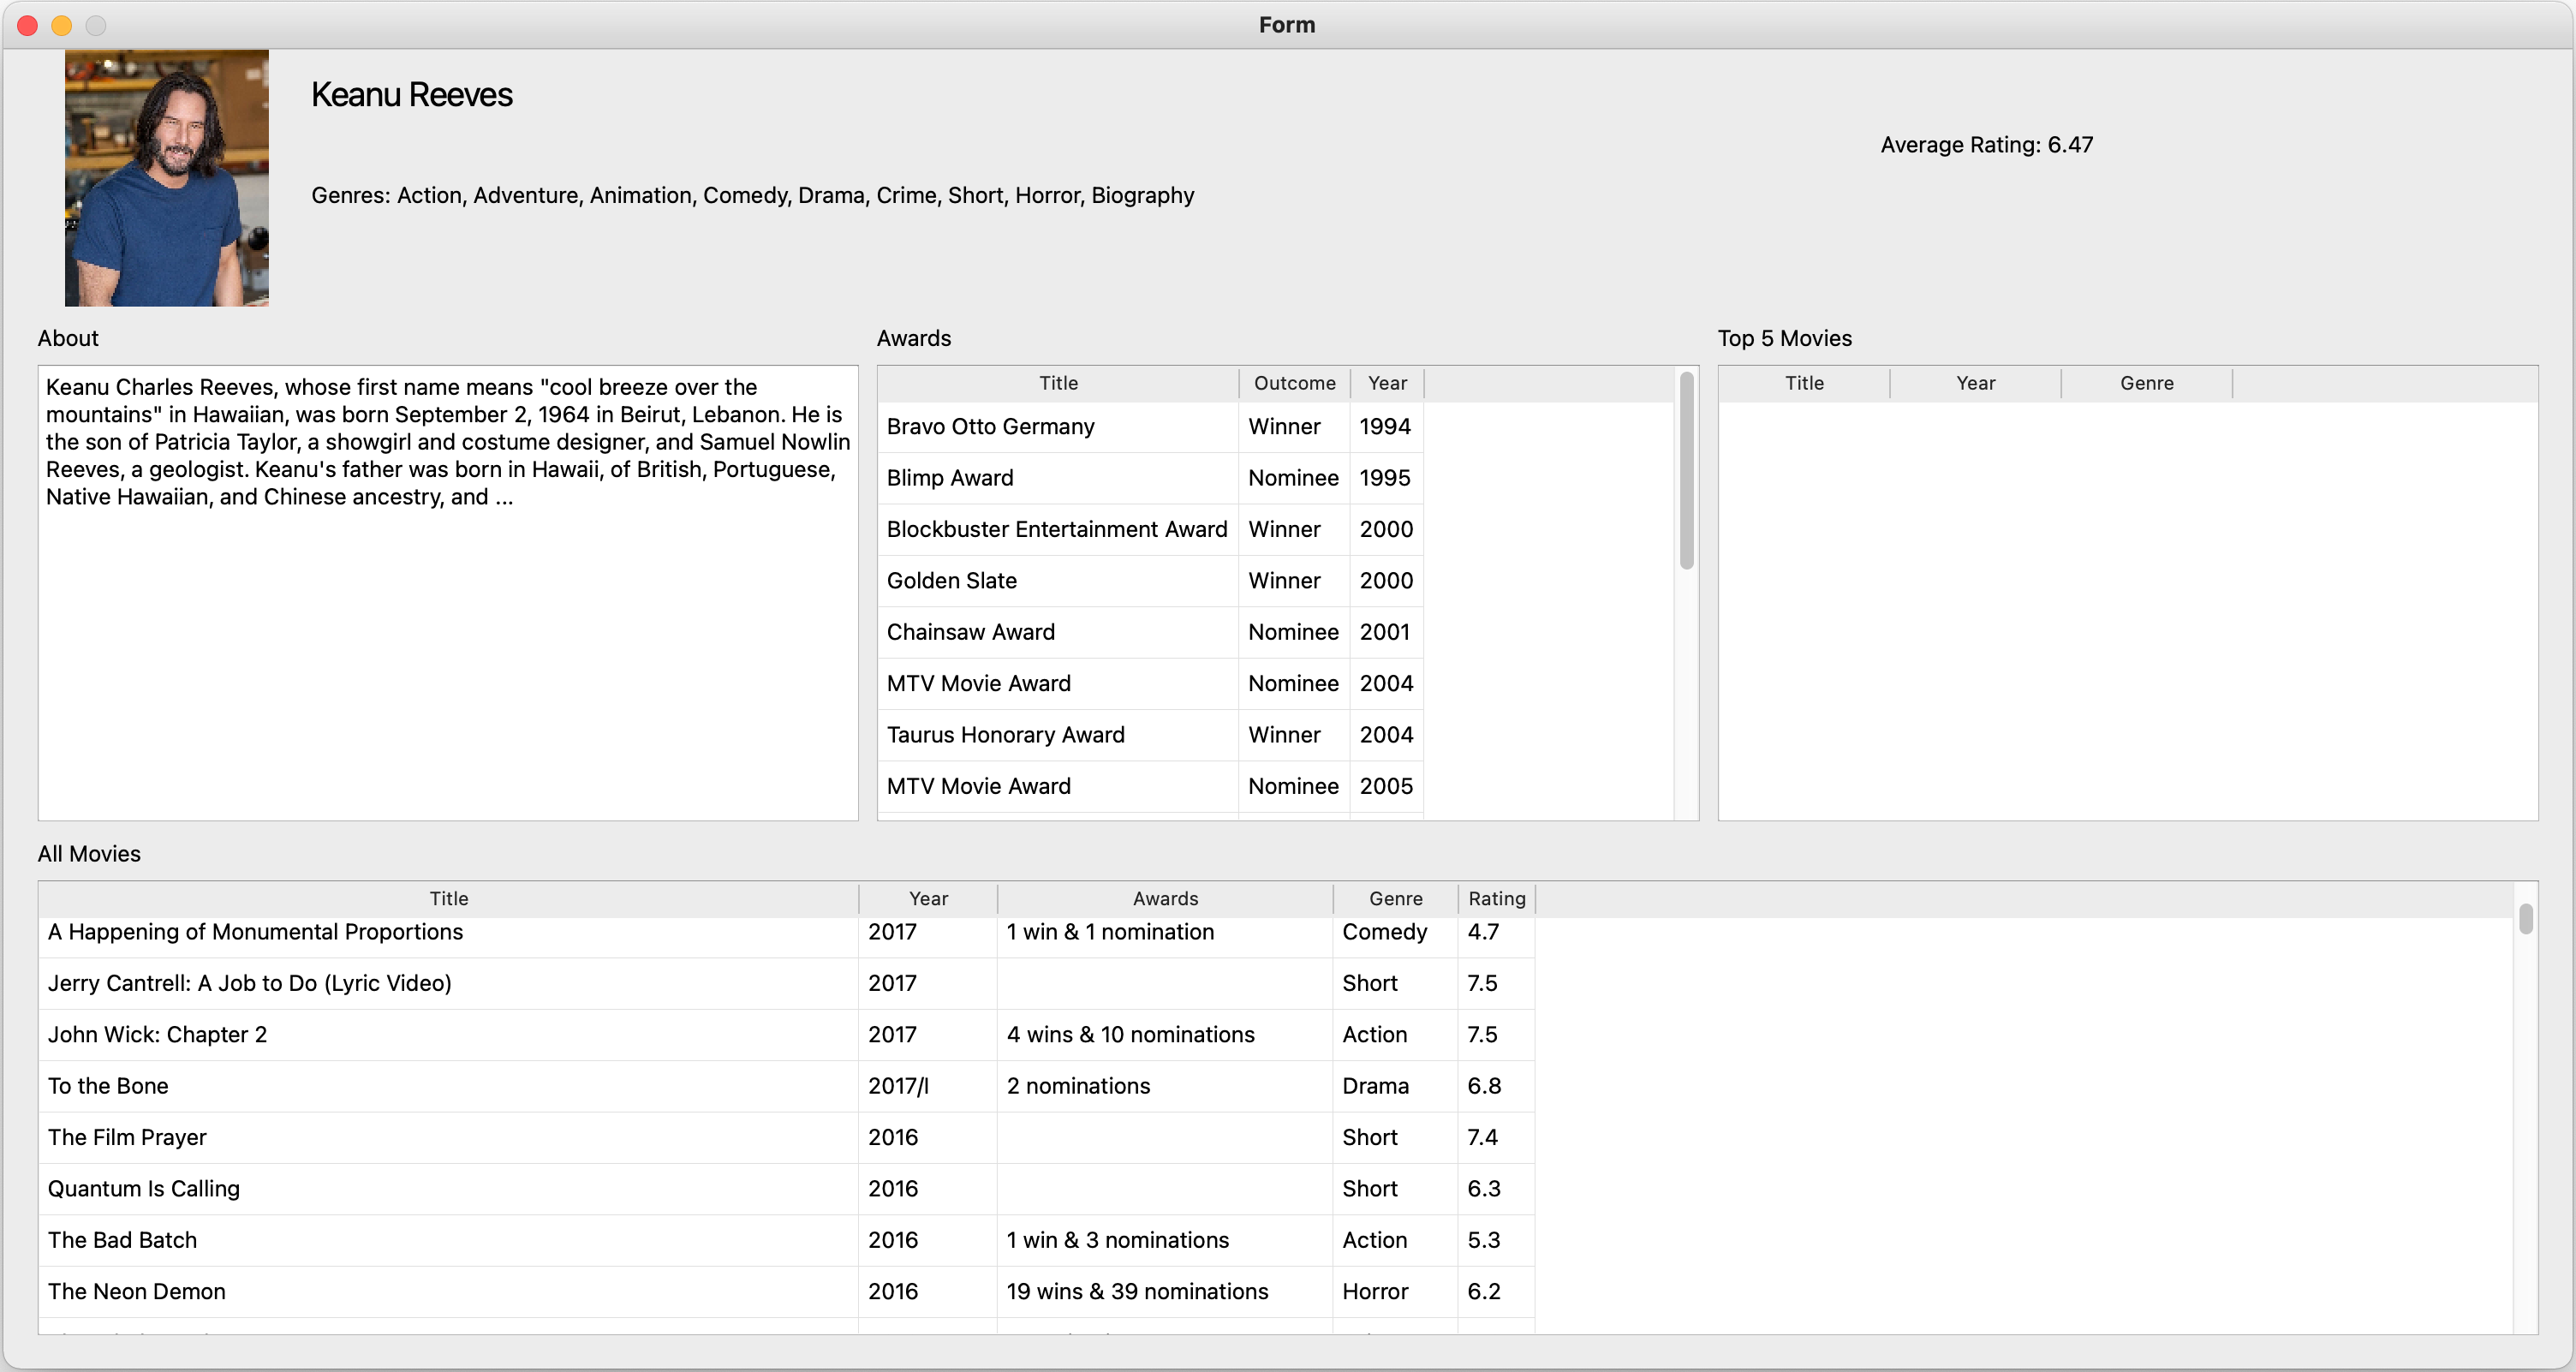 Form
Keanu Reeves
Average Rating: 6.47
Genres: Action, Adventure, Animation, Comedy, Drama, Crime, Short, Horror, Biography
About
Keanu Charles Reeves, whose first name means "cool breeze over the
mountains" in Hawaiian, was born September 2, 1964 in Beirut, Lebanon. He is
the son of Patricia Taylor, a showgirl and costume designer, and Samuel Nowlin
Reeves, a geologist. Keanu's father was born in Hawaii, of British, Portuguese,
Native Hawaiian, and Chinese ancestry, and ...
Awards
Title Outcome Year
Bravo Otto Germany Winner 1994
Blimp Award Nominee 1995
Blockbuster Entertainment Award Winner 2000
Golden Slate Winner 2000
Chainsaw Award Nominee 2001
MTV Movie Award Nominee 2004
Taurus Honorary Award Winner 2004
MTV Movie Award Nominee 2005
Top 5 Movies
Title Year Genre
All Movies
Title Year Awards Genre Rating
A Happening of Monumental Proportions 2017 1 win & 1 nomination Comedy 4.7
Jerry Cantrell: A Job to Do (Lyric Video) 2017 Short 7.5
John Wick: Chapter 2 2017 4 wins & 10 nominations Action 7.5
To the Bone 2017/I 2 nominations Drama 6.8
The Film Prayer 2016 Short 7.4
Quantum Is Calling 2016 Short 6.3
The Bad Batch 2016 1 win & 3 nominations Action 5.3
The Neon Demon 2016 19 wins & 39 nominations Horror 6.2